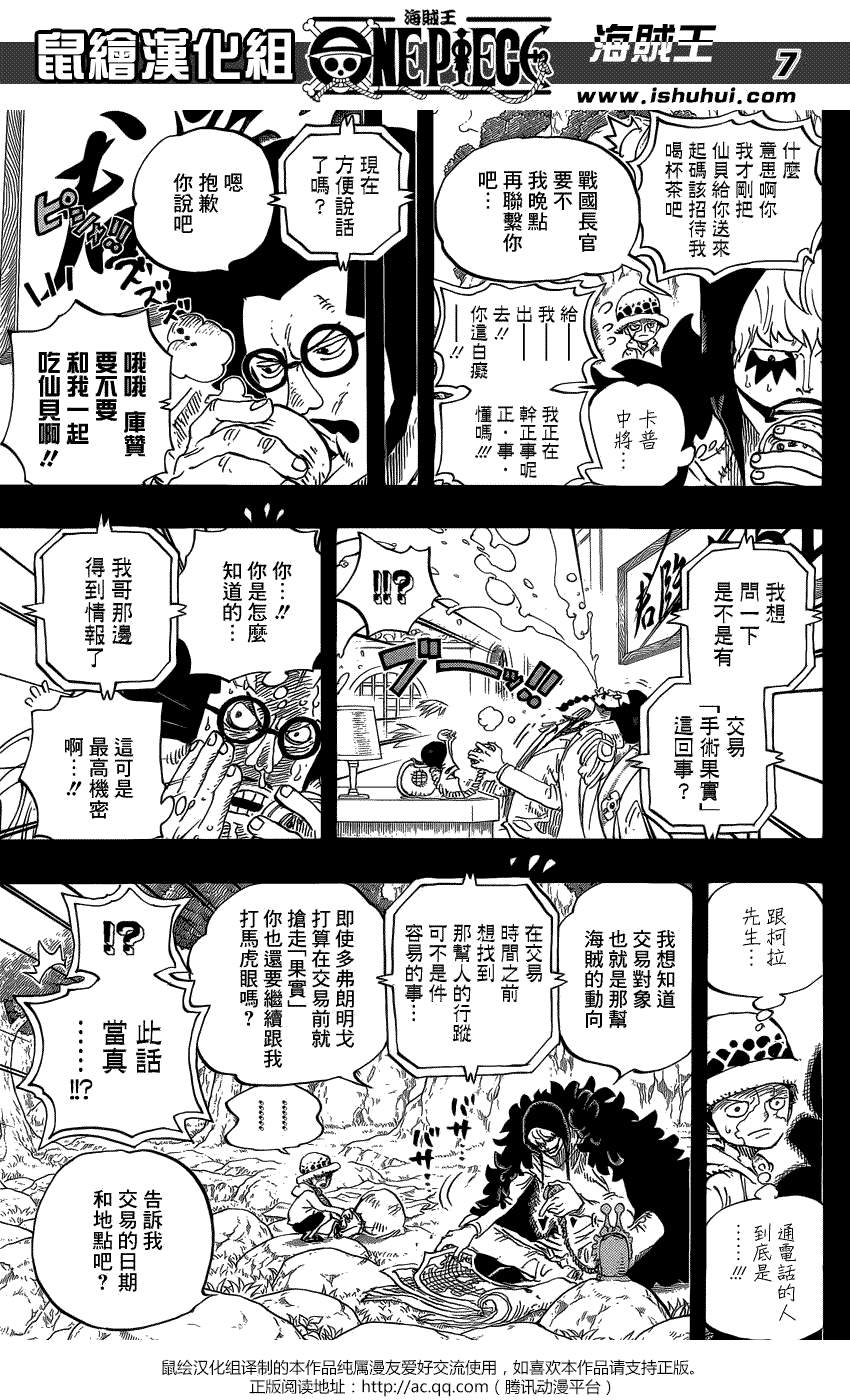 鼠繪漢化組
海賊王
ONE PIECE
海賊王
7
www.ishuhui.com
什麼
意思啊你
我才剛把
仙貝給你送來
起碼該招待我
喝杯茶吧
戰國長官
要不
我晚點
再聯繫你
吧…
給——
我——
出——
去!!
你這白癡
——!!
我正在
幹正事呢
正·事·
懂嗎!!!
卡普
中將…
現在
方便說話
了嗎？
嗯
抱歉
你說吧
ピシャ!!
ズズズ
哦哦 庫贊
要不要
和我一起
吃仙見啊!!
我想
問一下
是不是有
交易
「手術果實」
這回事？
!!?
ブーーッ!!
你…!!
你是怎麼
知道的…
我哥那邊
得到情報了
這可是
最高機密
啊…!!
跟柯拉
先生…
通電話的人
到底是
……!!!
我想知道
交易對象
也就是那幫
海賊的動向
在交易
時間之前
想找到
那幫人的行蹤
可不是件
容易的事…
即使多弗朗明戈
打算在交易前就
搶走「果實」
你也還要繼續跟我
打馬虎眼嗎？
……
!?
此話
當真
……!!?
バサ
告訴我
交易的日期
和地點吧？
鼠绘汉化组译制的本作品纯属漫友爱好交流使用，如喜欢本作品请支持正版。
正版阅读地址：http://ac.qq.com（腾讯动漫平台）